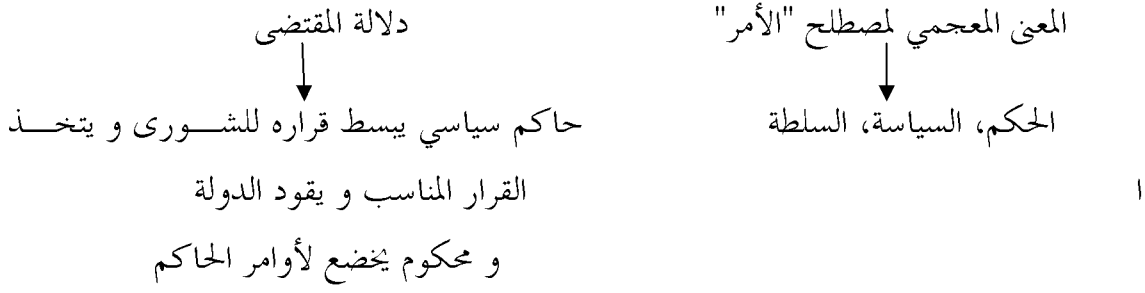 المعنى المعجمي لمصطلح "الأمر" دلالة المقتضى
الحكم، السياسة، السلطة حاكم سياسي يبسط قراره للشورى و يتخذ
ا القرار المناسب و يقود الدولة
و محكوم يخضع لأوامر الحاكم